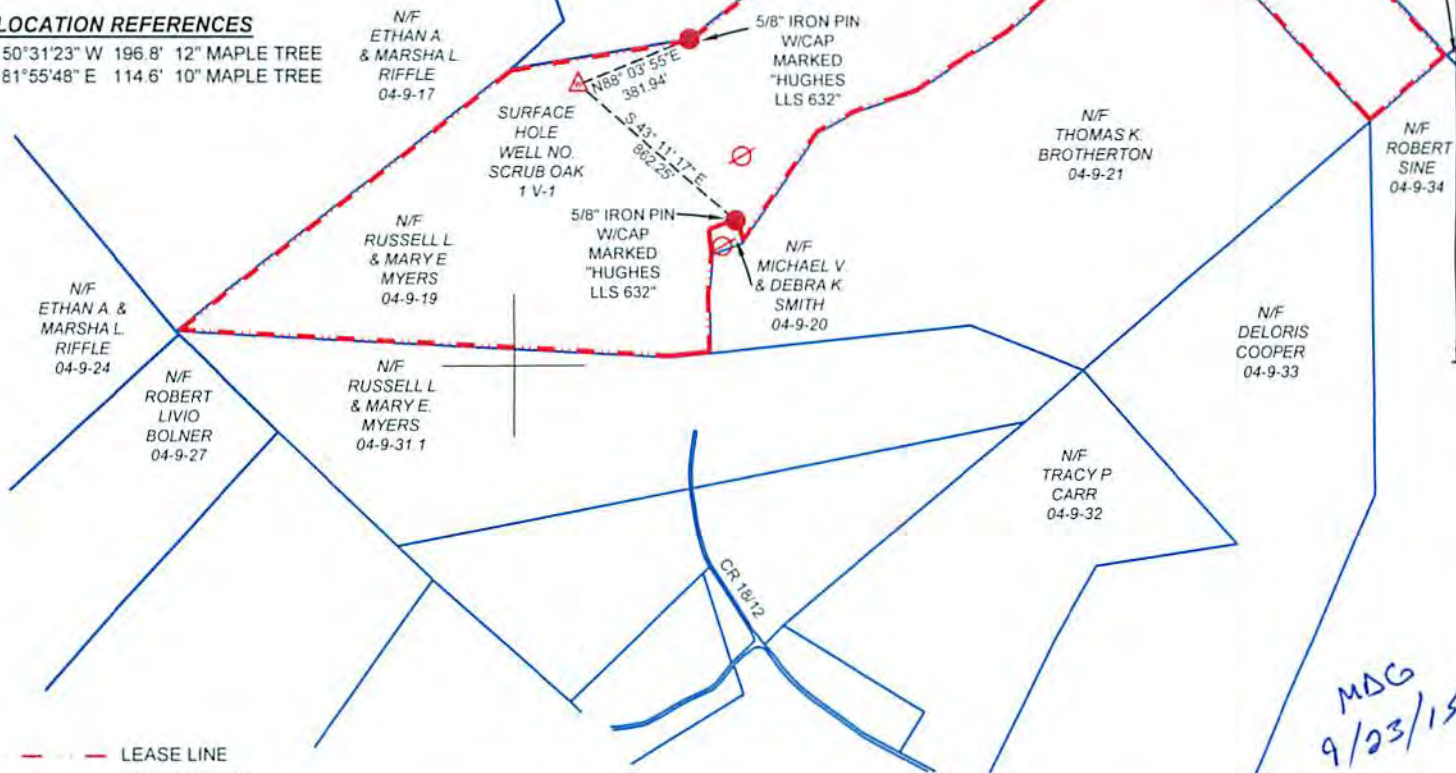 LOCATION REFERENCES
50°31'23" W 196.8' 12" MAPLE TREE
81°55'48" E 114.6' 10" MAPLE TREE
N/F
ETHAN A.
& MARSHA L.
RIFFLE
04-9-17
5/8" IRON PIN
W/CAP
MARKED
"HUGHES
LLS 632"
N88° 03' 55"E
381.94'
SURFACE
HOLE
WELL NO.
SCRUB OAK
1 V-1
S 43° 11' 17" E
862.25'
N/F
THOMAS K.
BROTHERTON
04-9-21
N/F
ROBERT
SINE
04-9-34
N/F
RUSSELL L
& MARY E
MYERS
04-9-19
5/8" IRON PIN
W/CAP
MARKED
"HUGHES
LLS 632"
N/F
MICHAEL V.
& DEBRA K.
SMITH
04-9-20
N/F
ETHAN A. &
MARSHA L.
RIFFLE
04-9-24
N/F
ROBERT
LIVIO
BOLNER
04-9-27
N/F
RUSSELL L
& MARY E.
MYERS
04-9-31.1
N/F
DELORIS
COOPER
04-9-33
N/F
TRACY P.
CARR
04-9-32
CR 18/12
MDG
9/23/15
LEASE LINE